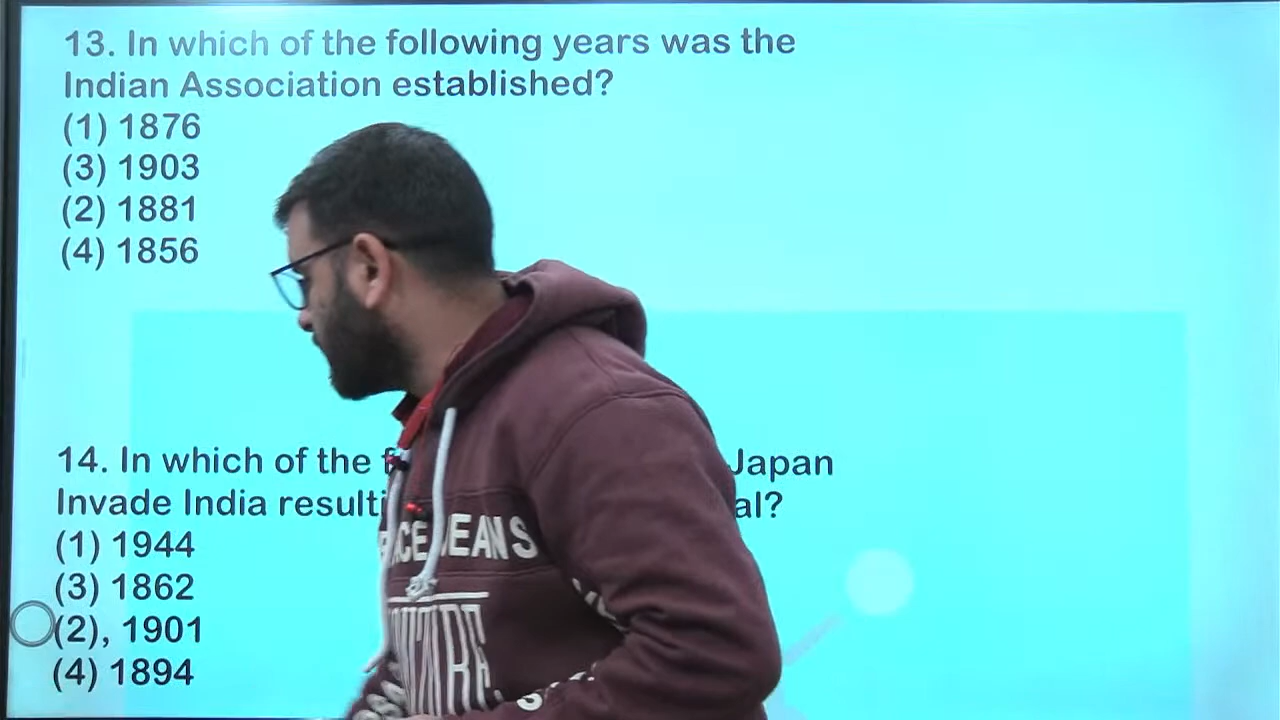 13. In which of the following years was the
Indian Association established?
(1) 1876
(3) 1903
(2) 1881
(4) 1856
14. In which of the Japan
Invade India al?
(1) 1944
(3) 1862
(2), 1901
(4) 1894
JEANS